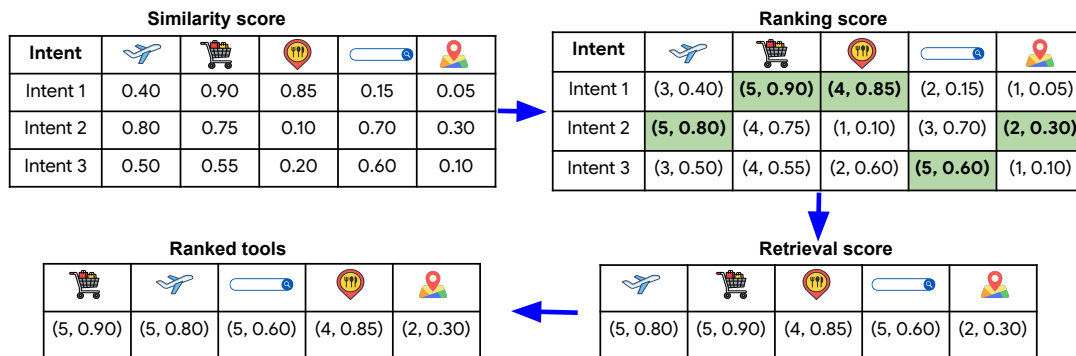 Similarity score
Intent
Intent 1 0.40 0.90 0.85 0.15 0.05
Intent 2 0.80 0.75 0.10 0.70 0.30
Intent 3 0.50 0.55 0.20 0.60 0.10
Ranking score
Intent
Intent 1 (3, 0.40) (5, 0.90) (4, 0.85) (2, 0.15) (1, 0.05)
Intent 2 (5, 0.80) (4, 0.75) (1, 0.10) (3, 0.70) (2, 0.30)
Intent 3 (3, 0.50) (4, 0.55) (2, 0.60) (5, 0.60) (1, 0.10)
Ranked tools
(5, 0.90) (5, 0.80) (5, 0.60) (4, 0.85) (2, 0.30)
Retrieval score
(5, 0.80) (5, 0.90) (4, 0.85) (5, 0.60) (2, 0.30)